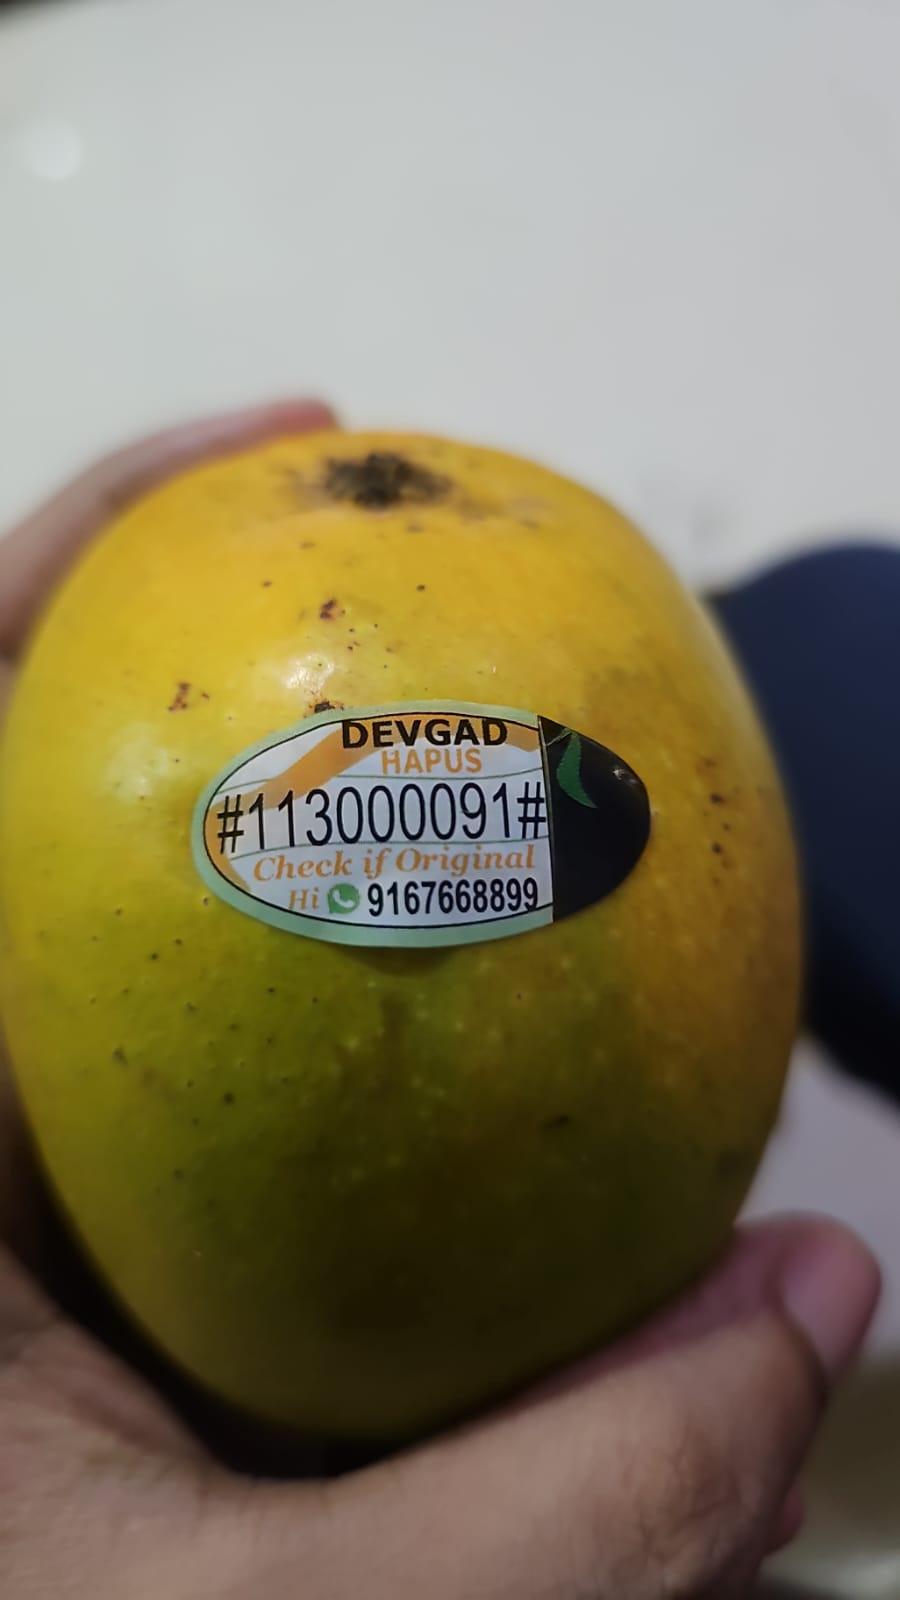 DEVGAD
HAPUS
#113000091#
Check if Original
Hi 9167668899